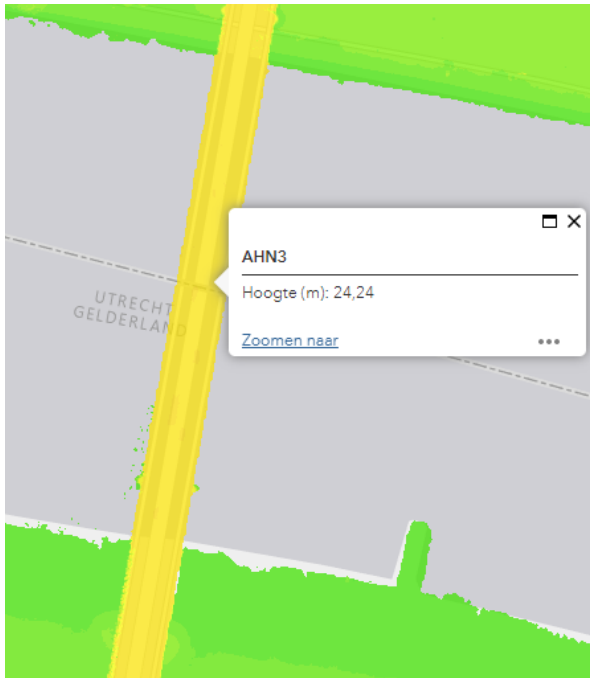 AHN3
Hoogte (m): 24,24
UTRECHT
GELDERLAND
Zoomen naar